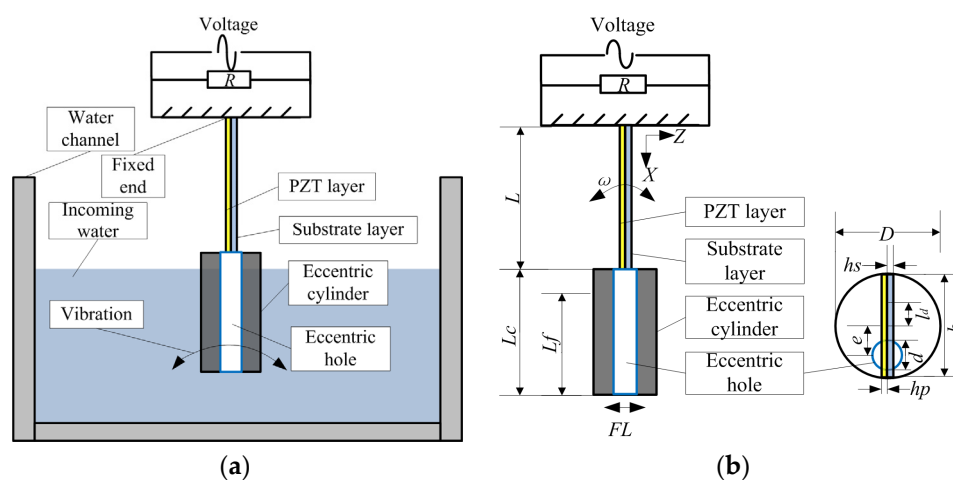 Voltage
R
Water
channel
Fixed
end
Incoming
water
PZT layer
Substrate layer
Vibration
Eccentric
cylinder
Eccentric
hole
(a)
Voltage
R
Z
X
L
ω
PZT layer
Substrate
layer
Lc
Lf
Eccentric
cylinder
Eccentric
hole
FL
D
hs
ld
e
d
b
hp
(b)